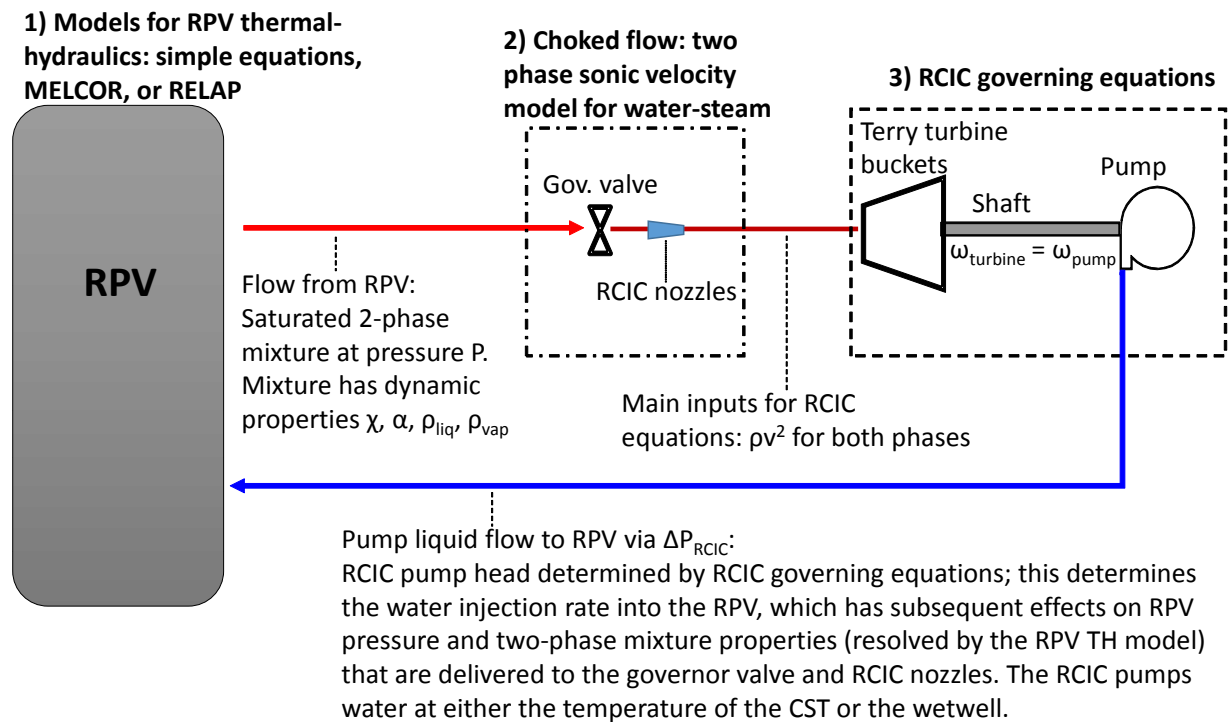 1) Models for RPV thermal-
hydraulics: simple equations,
MELCOR, or RELAP
2) Choked flow: two
phase sonic velocity
model for water-steam
3) RCIC governing equations
Terry turbine
buckets
Pump
Gov. valve
Shaft
ω_turbine = ω_pump
RPV
RCIC nozzles
Flow from RPV:
Saturated 2-phase
mixture at pressure P.
Mixture has dynamic
properties χ, α, ρ_liq, ρ_vap
Main inputs for RCIC
equations: ρv² for both phases
Pump liquid flow to RPV via ΔP_RCIC:
RCIC pump head determined by RCIC governing equations; this determines
the water injection rate into the RPV, which has subsequent effects on RPV
pressure and two-phase mixture properties (resolved by the RPV TH model)
that are delivered to the governor valve and RCIC nozzles. The RCIC pumps
water at either the temperature of the CST or the wetwell.